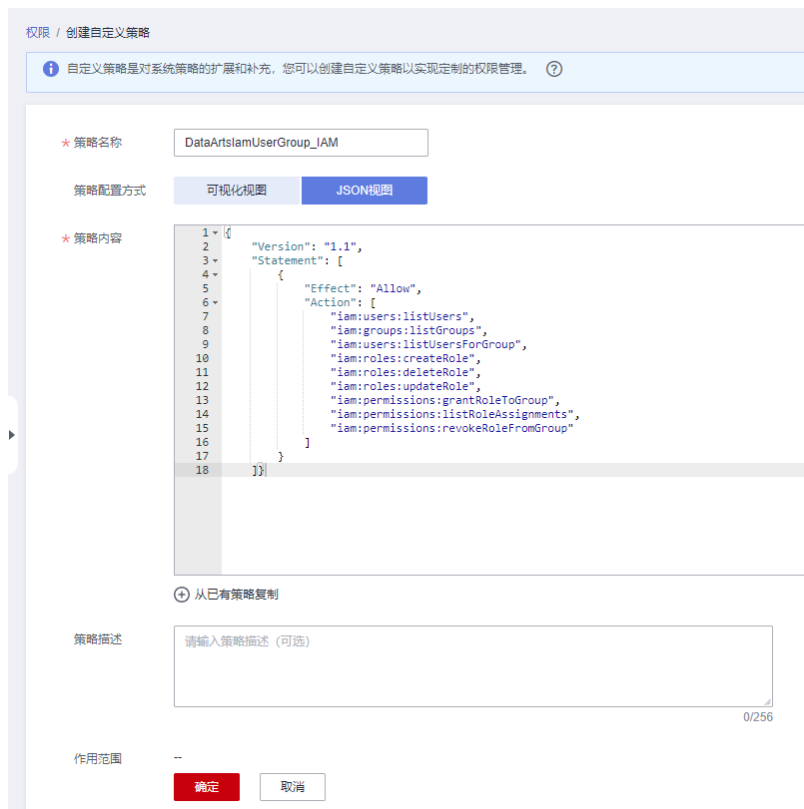 权限 / 创建自定义策略
自定义策略是对系统策略的扩展和补充，您可以创建自定义策略以实现定制的权限管理。 ?
* 策略名称 DataArtsIamUserGroup_IAM
策略配置方式 可视化视图 JSON视图
* 策略内容
1 {
2 "Version": "1.1",
3 "Statement": [
4 {
5 "Effect": "Allow",
6 "Action": [
7 "iam:users:listUsers",
8 "iam:groups:listGroups",
9 "iam:users:listUsersForGroup",
10 "iam:roles:createRole",
11 "iam:roles:deleteRole",
12 "iam:roles:updateRole",
13 "iam:permissions:grantRoleToGroup",
14 "iam:permissions:listRoleAssignments",
15 "iam:permissions:revokeRoleFromGroup"
16 ]
17 }
18 ]}
从已有策略复制
策略描述 请输入策略描述（可选）
0/256
作用范围 --
确定 取消